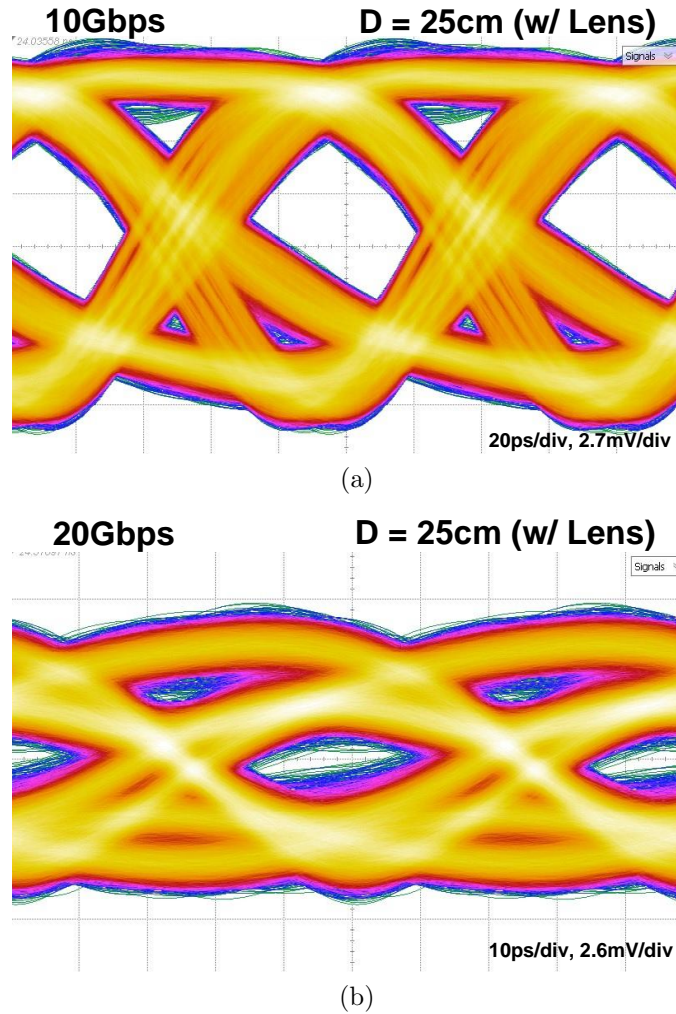 10Gbps D = 25cm (w/ Lens)
Signals
20ps/div, 2.7mV/div
(a)
20Gbps D = 25cm (w/ Lens)
Signals
10ps/div, 2.6mV/div
(b)